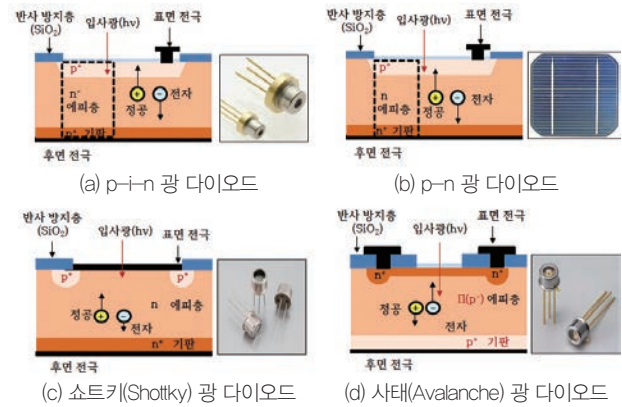 반사 방지층
(SiO₂)
입사광(hv)
표면 전극
p⁺
n⁻
에피층
정공
전자
n⁺ 기판
후면 전극
(a) p–i–n 광 다이오드
반사 방지층
(SiO₂)
입사광(hv)
표면 전극
p⁺
n
에피층
정공
전자
n⁺ 기판
후면 전극
(b) p–n 광 다이오드
반사 방지층
(SiO₂)
입사광(hv)
표면 전극
p⁺
p⁺
n 에피층
정공
전자
n⁺ 기판
후면 전극
(c) 쇼트키(Shottky) 광 다이오드
반사 방지층
(SiO₂)
입사광(hv)
표면 전극
n⁺
n⁺
Π(p⁻) 에피층
정공
전자
p⁺ 기판
후면 전극
(d) 사태(Avalanche) 광 다이오드